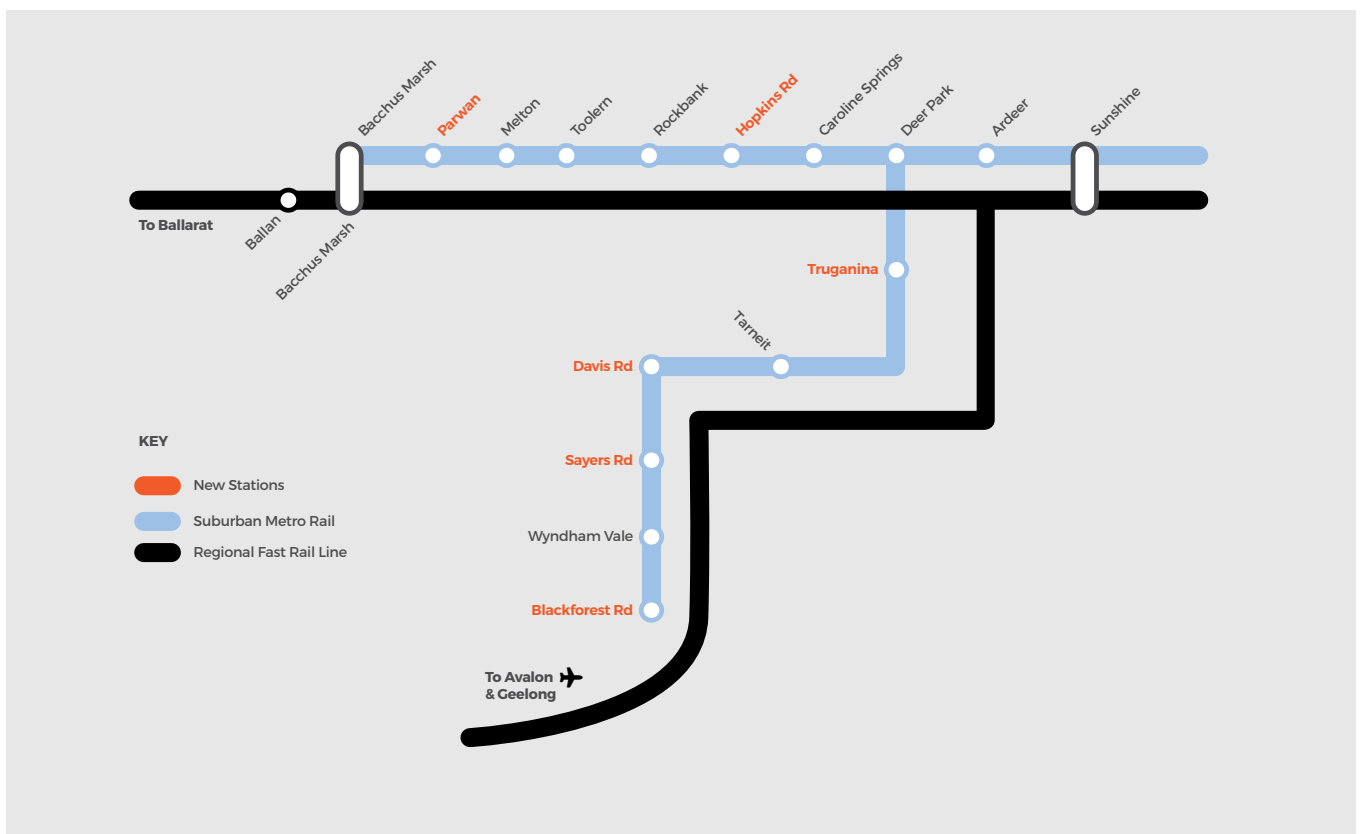 Bacchus Marsh
Parwan
Melton
Toolern
Rockbank
Hopkins Rd
Caroline Springs
Deer Park
Ardeer
Sunshine
To Ballarat
Ballan
Bacchus Marsh
Truganina
Tarneit
Davis Rd
Sayers Rd
Wyndham Vale
Blackforest Rd
KEY
New Stations
Suburban Metro Rail
Regional Fast Rail Line
To Avalon
& Geelong